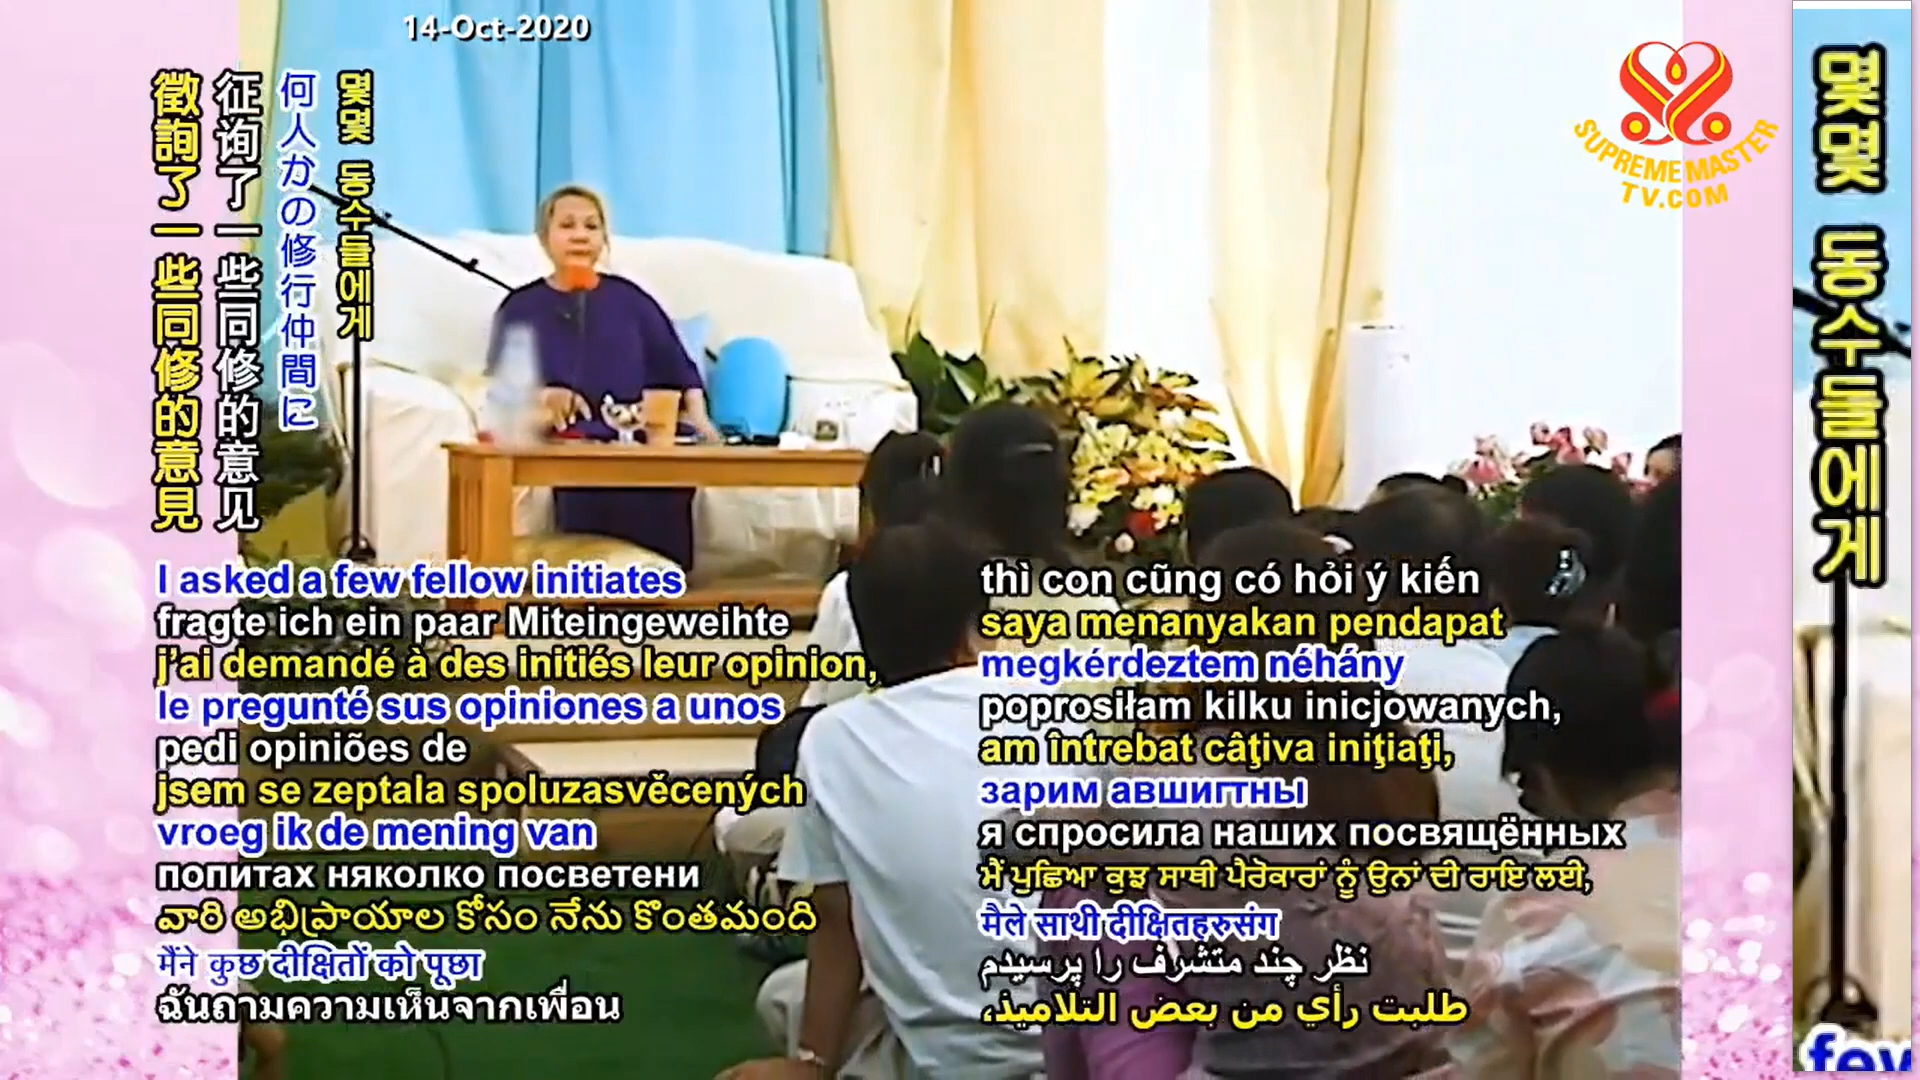 14-Oct-2020
SUPREME MASTER
TV.COM
徵詢了一些同修的意見
征询了一些同修的意见
何人かの修行仲間に
몇몇 동수들에게
I asked a few fellow initiates
fragte ich ein paar Miteingeweihte
j'ai demandé à des initiés leur opinion,
le pregunté sus opiniones a unos
pedi opiniões de
jsem se zeptala spoluzasvěcených
vroeg ik de mening van
попитах няколко посветени
వారి అభిప్రాయాల కోసం నేను కొంతమంది
मैंने कुछ दीक्षितों को पूछा
ฉันถามความเห็นจากเพื่อน
thì con cũng có hỏi ý kiến
saya menanyakan pendapat
megkérdeztem néhány
poprosiłam kilku inicjowanych,
am întrebat câţiva iniţiaţi,
зарим авшигтны
я спросила наших посвящённых
ਮੈਂ ਪੁਛਿਆ ਕੁਝ ਸਾਥੀ ਪੈਰੋਕਾਰਾਂ ਨੂੰ ਉਨਾਂ ਦੀ ਰਾਇ ਲਈ,
मैले साथी दीक्षितहरुसंग
نظر چند متشرف را پرسیدم
طلبت رأي من بعض التلاميذ،
몇몇 동수들에게
few